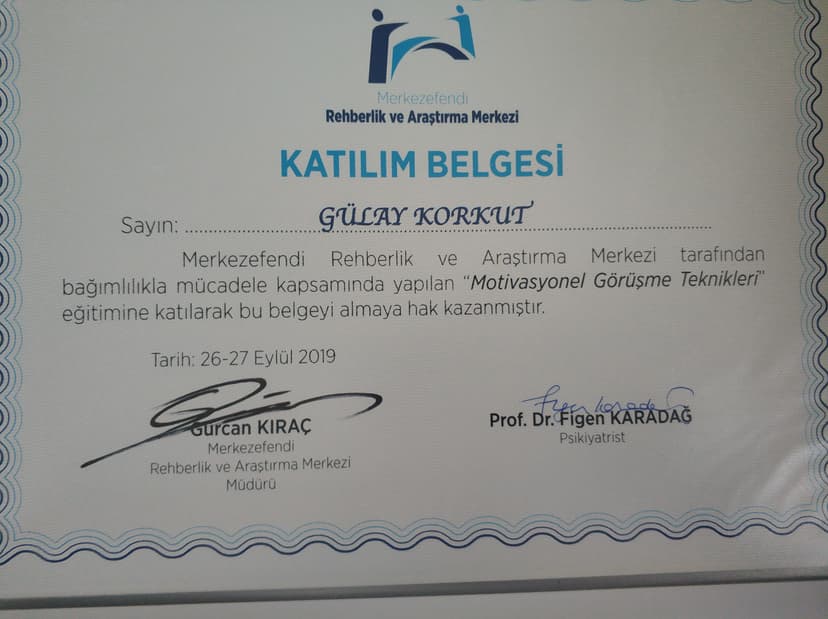 Merkezefendi
Rehberlik ve Araştırma Merkezi
KATILIM BELGESİ
Sayın: GÜLAY KORKUT
Merkezefendi Rehberlik ve Araştırma Merkezi tarafından
bağımlılıkla mücadele kapsamında yapılan “Motivasyonel Görüşme Teknikleri”
eğitimine katılarak bu belgeyi almaya hak kazanmıştır.
Tarih: 26-27 Eylül 2019
Gürcan KIRAÇ
Merkezefendi
Rehberlik ve Araştırma Merkezi
Müdürü
Figen Karadağ
Prof. Dr. Figen KARADAĞ
Psikiyatrist